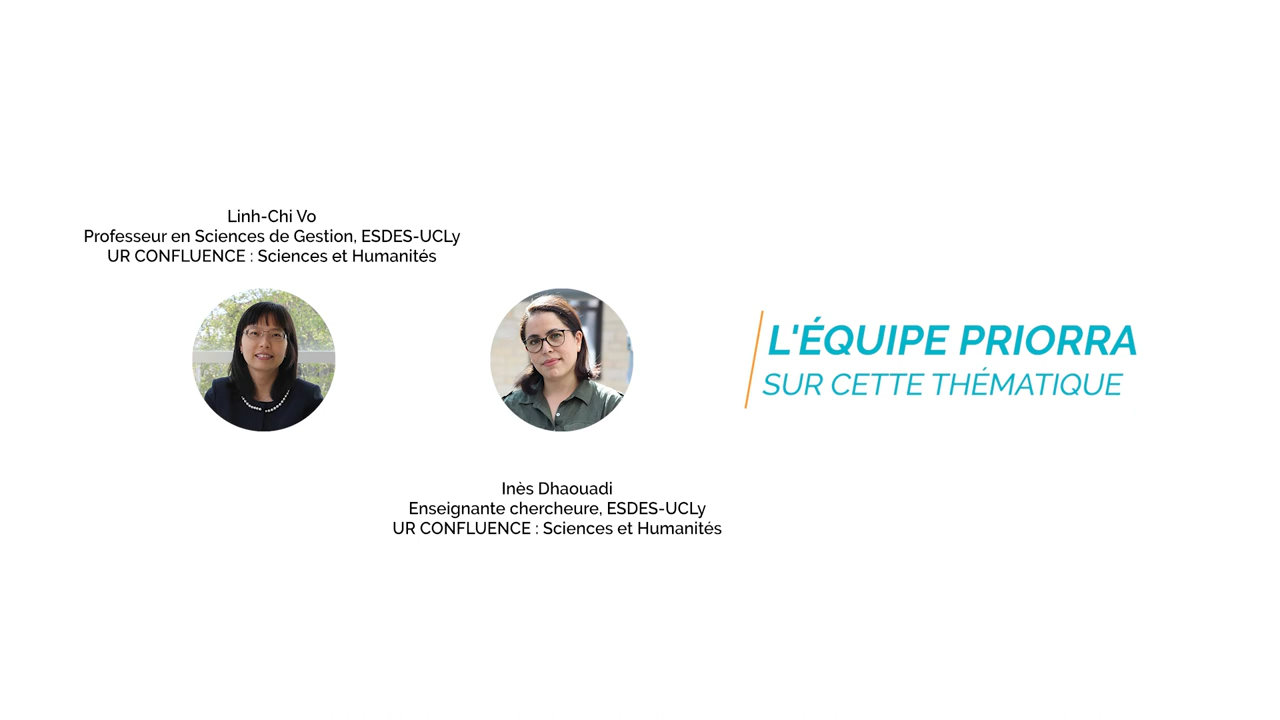 Linh-Chi Vo
Professeur en Sciences de Gestion, ESDES-UCLy
UR CONFLUENCE : Sciences et Humanités
Inès Dhaouadi
Enseignante chercheure, ESDES-UCLy
UR CONFLUENCE : Sciences et Humanités
L'ÉQUIPE PRIORRA
SUR CETTE THÉMATIQUE